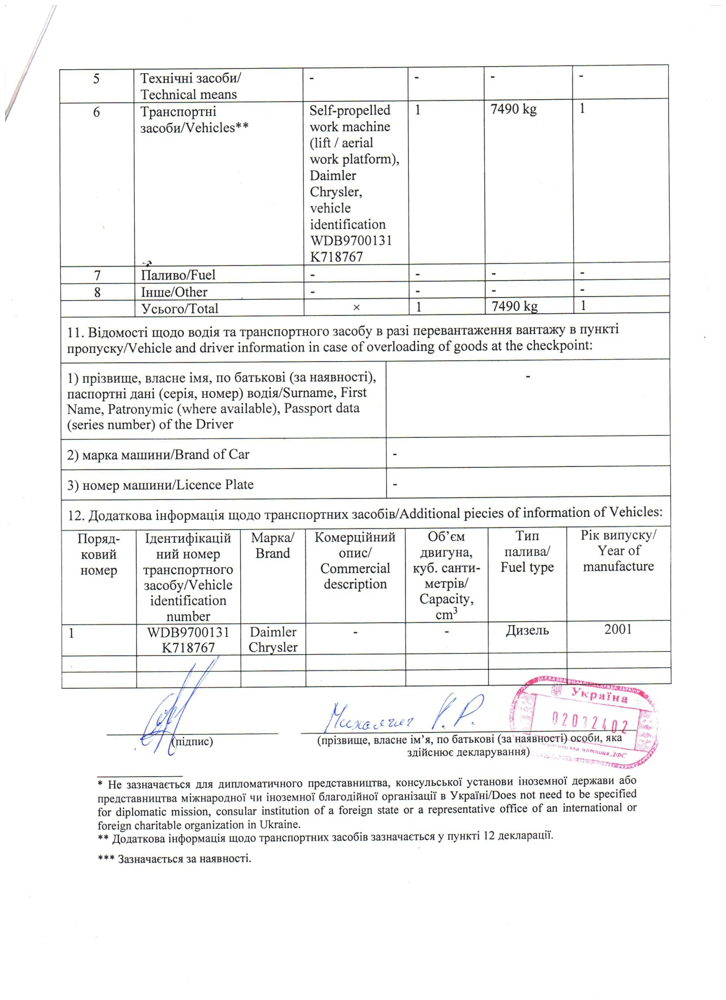 5
Технічні засоби/
Technical means
-
-
-
-
6
Транспортні
засоби/Vehicles**
Self-propelled
work machine
(lift / aerial
work platform),
Daimler
Chrysler,
vehicle
identification
WDB9700131
K718767
1
7490 kg
1
7
Паливо/Fuel
-
-
-
-
8
Інше/Other
-
-
-
-
Усього/Total
×
1
7490 kg
1
11. Відомості щодо водія та транспортного засобу в разі перевантаження вантажу в пункті
пропуску/Vehicle and driver information in case of overloading of goods at the checkpoint:
1) прізвище, власне імя, по батькові (за наявності),
паспортні дані (серія, номер) водія/Surname, First
Name, Patronymic (where available), Passport data
(series number) of the Driver
-
2) марка машини/Brand of Car
-
3) номер машини/Licence Plate
-
12. Додаткова інформація щодо транспортних засобів/Additional piecies of information of Vehicles:
Поряд-
ковий
номер
Ідентифікацій
ний номер
транспортного
засобу/Vehicle
identification
number
Марка/
Brand
Комерційний
опис/
Commercial
description
Об’єм
двигуна,
куб. санти-
метрів/
Capacity,
cm³
Тип
палива/
Fuel type
Рік випуску/
Year of
manufacture
1
WDB9700131
K718767
Daimler
Chrysler
-
-
Дизель
2001
ДЕРЖАВНА ФІСКАЛЬНА СЛУЖБА УКРАЇНИ
Україна
митниця ДФС
(підпис)
(прізвище, власне ім’я, по батькові (за наявності) особи, яка
здійснює декларування)
* Не зазначається для дипломатичного представництва, консульської установи іноземної держави або
представництва міжнародної чи іноземної благодійної організації в Україні/Does not need to be specified
for diplomatic mission, consular institution of a foreign state or a representative office of an international or
foreign charitable organization in Ukraine.
** Додаткова інформація щодо транспортних засобів зазначається у пункті 12 декларації.
*** Зазначається за наявності.